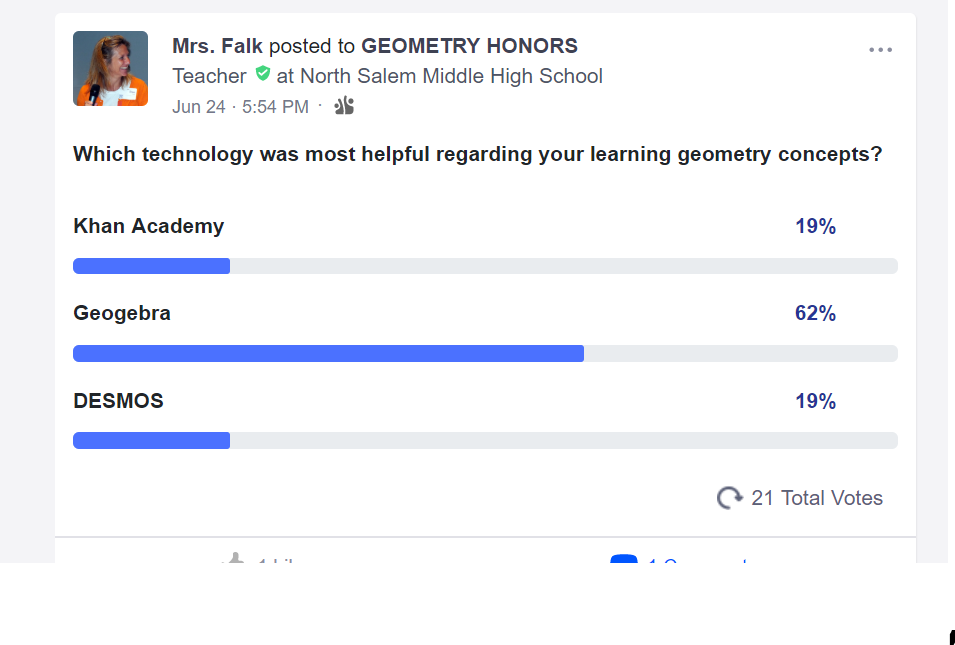 Mrs. Falk posted to GEOMETRY HONORS
Teacher at North Salem Middle High School
Jun 24 · 5:54 PM ·
Which technology was most helpful regarding your learning geometry concepts?
Khan Academy 19%
Geogebra 62%
DESMOS 19%
21 Total Votes